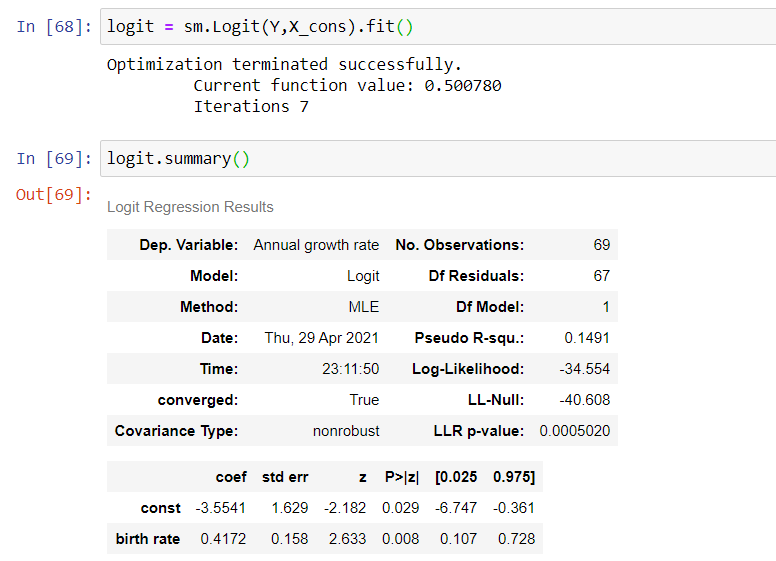 In [68]: logit = sm.Logit(Y,X_cons).fit()
Optimization terminated successfully.
Current function value: 0.500780
Iterations 7
In [69]: logit.summary()
Out[69]:
Logit Regression Results
Dep. Variable: Annual growth rate No. Observations: 69
Model: Logit Df Residuals: 67
Method: MLE Df Model: 1
Date: Thu, 29 Apr 2021 Pseudo R-squ.: 0.1491
Time: 23:11:50 Log-Likelihood: -34.554
converged: True LL-Null: -40.608
Covariance Type: nonrobust LLR p-value: 0.0005020
coef std err z P>|z| [0.025 0.975]
const -3.5541 1.629 -2.182 0.029 -6.747 -0.361
birth rate 0.4172 0.158 2.633 0.008 0.107 0.728